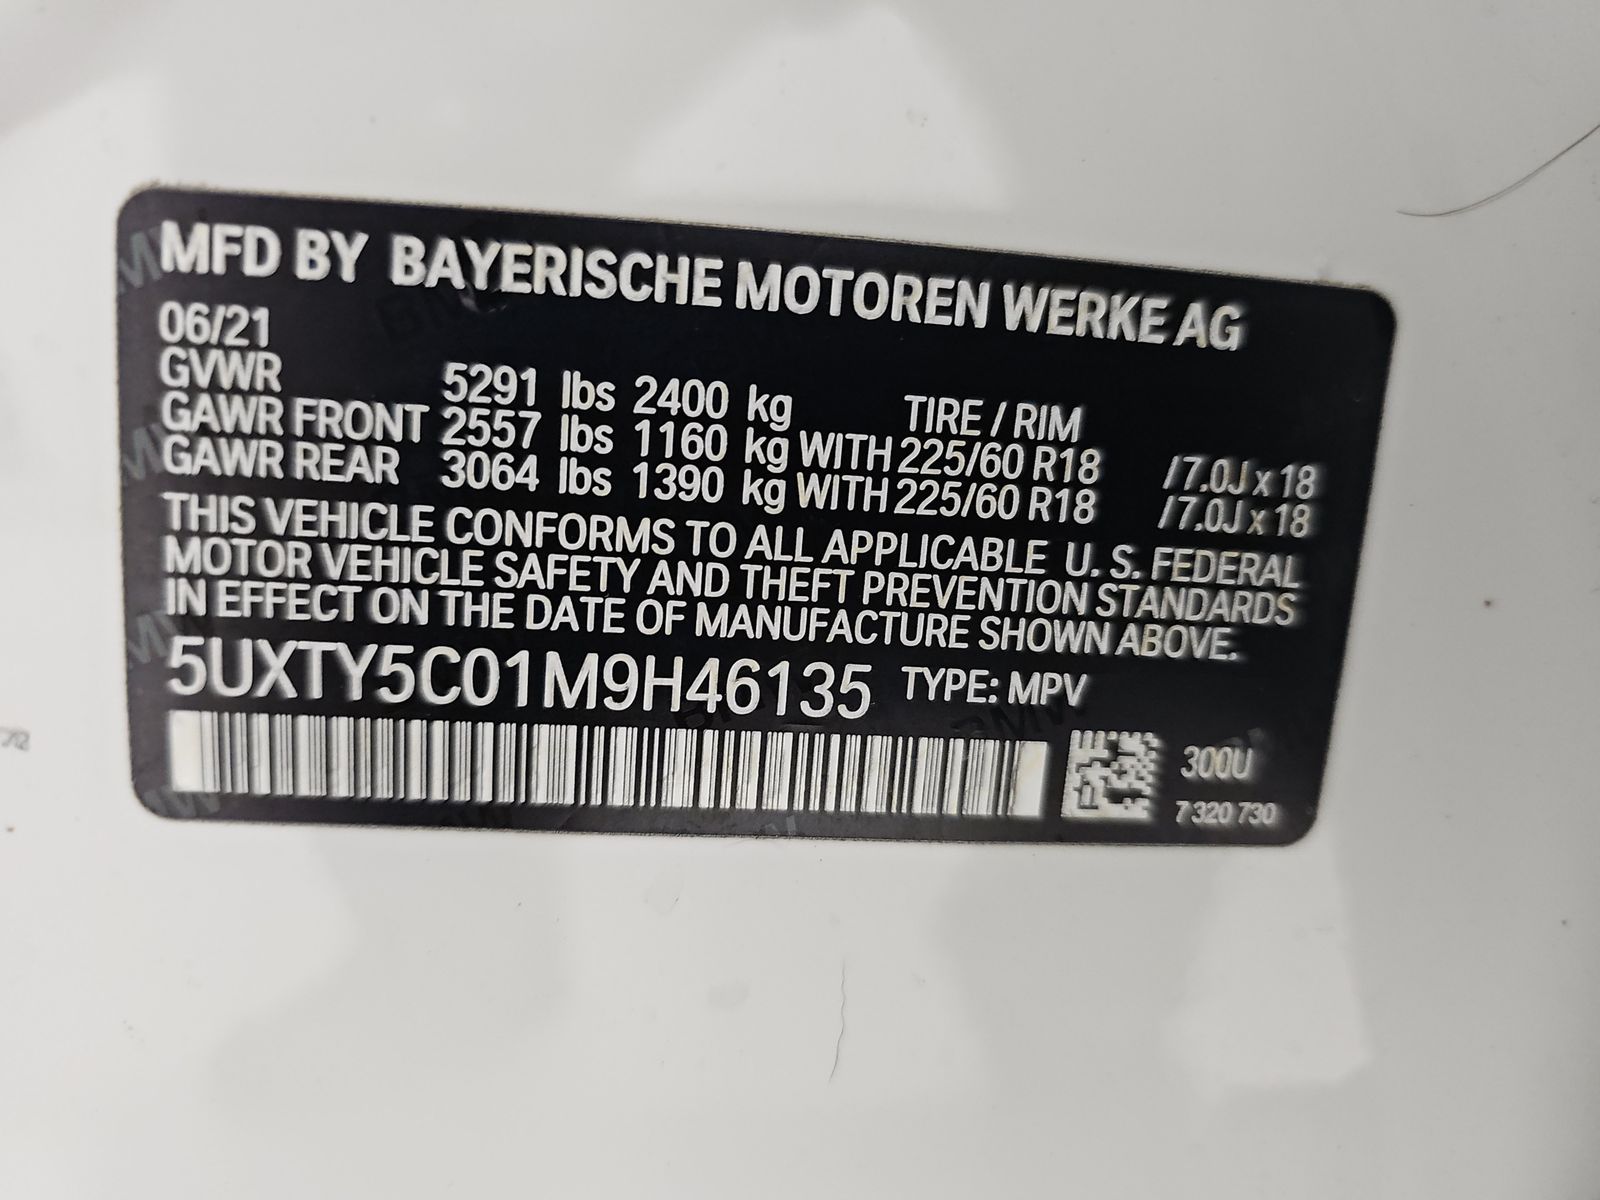 MFD BY BAYERISCHE MOTOREN WERKE AG
06/21
GVWR 5291 lbs 2400 kg TIRE / RIM
GAWR FRONT 2557 lbs 1160 kg WITH 225/60 R18 /7.0J x 18
GAWR REAR 3064 lbs 1390 kg WITH 225/60 R18 /7.0J x 18
THIS VEHICLE CONFORMS TO ALL APPLICABLE U. S. FEDERAL
MOTOR VEHICLE SAFETY AND THEFT PREVENTION STANDARDS
IN EFFECT ON THE DATE OF MANUFACTURE SHOWN ABOVE.
5UXTY5C01M9H46135 TYPE: MPV
300U
7 320 730